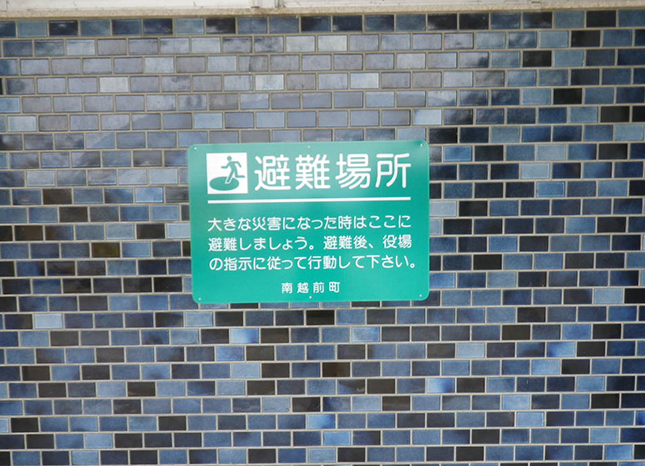 避難場所
大きな災害になった時はここに
避難しましょう。避難後、役場
の指示に従って行動して下さい。
南越前町